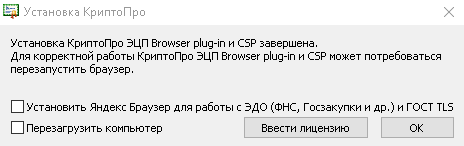 Установка КриптоПро
Установка КриптоПро ЭЦП Browser plug-in и CSP завершена.
Для корректной работы КриптоПро ЭЦП Browser plug-in и CSP может потребоваться
перезапустить браузер.
Установить Яндекс Браузер для работы с ЭДО (ФНС, Госзакупки и др.) и ГОСТ TLS
Перезагрузить компьютер
Ввести лицензию
OK